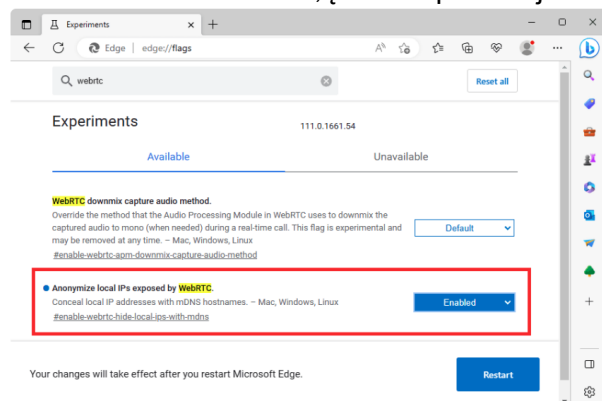 Experiments
Edge
edge://flags
webrtc
Reset all
Experiments
111.0.1661.54
Available
Unavailable
WebRTC downmix capture audio method.
Override the method that the Audio Processing Module in WebRTC uses to downmix the
captured audio to mono (when needed) during a real-time call. This flag is experimental and
may be removed at any time. – Mac, Windows, Linux
#enable-webrtc-apm-downmix-capture-audio-method
Default
Anonymize local IPs exposed by WebRTC.
Conceal local IP addresses with mDNS hostnames. – Mac, Windows, Linux
#enable-webrtc-hide-local-ips-with-mdns
Enabled
Your changes will take effect after you restart Microsoft Edge.
Restart